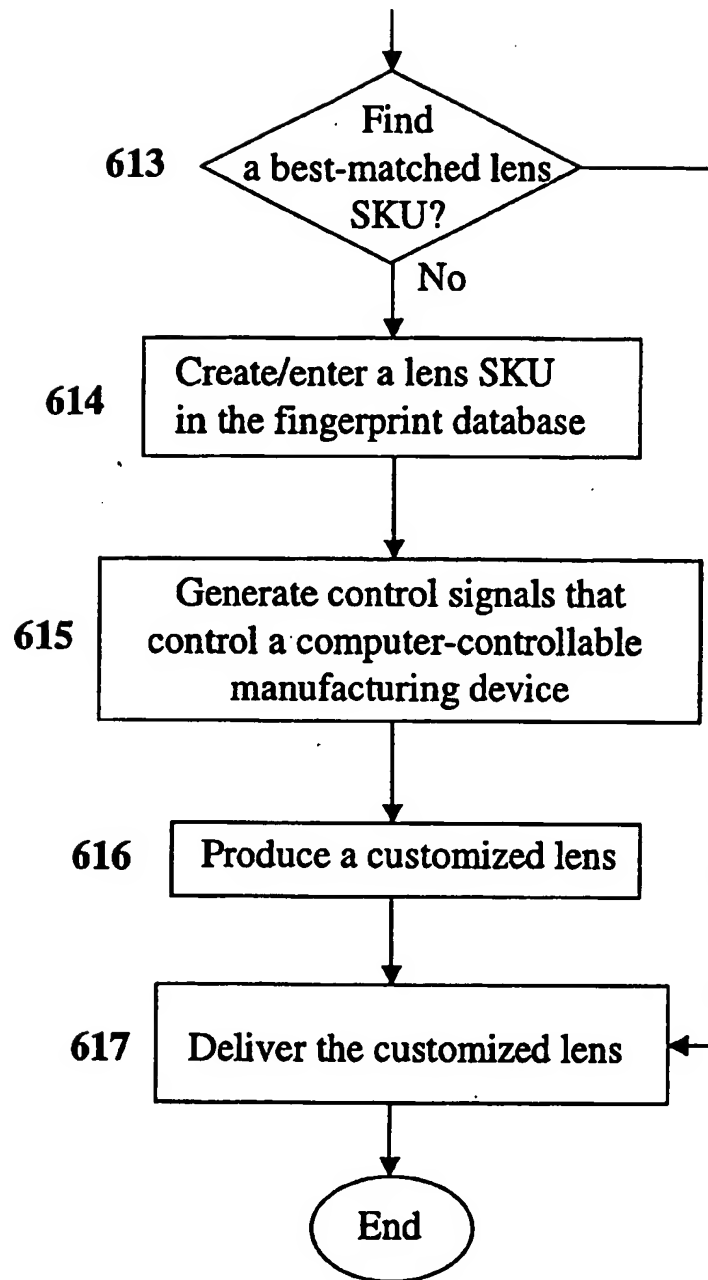 Find
613
a best-matched lens
SKU?
No
Create/enter a lens SKU
614
in the fingerprint database
Generate control signals that
615
control a computer-controllable
manufacturing device
616
Produce a customized lens
617
Deliver the customized lens
End